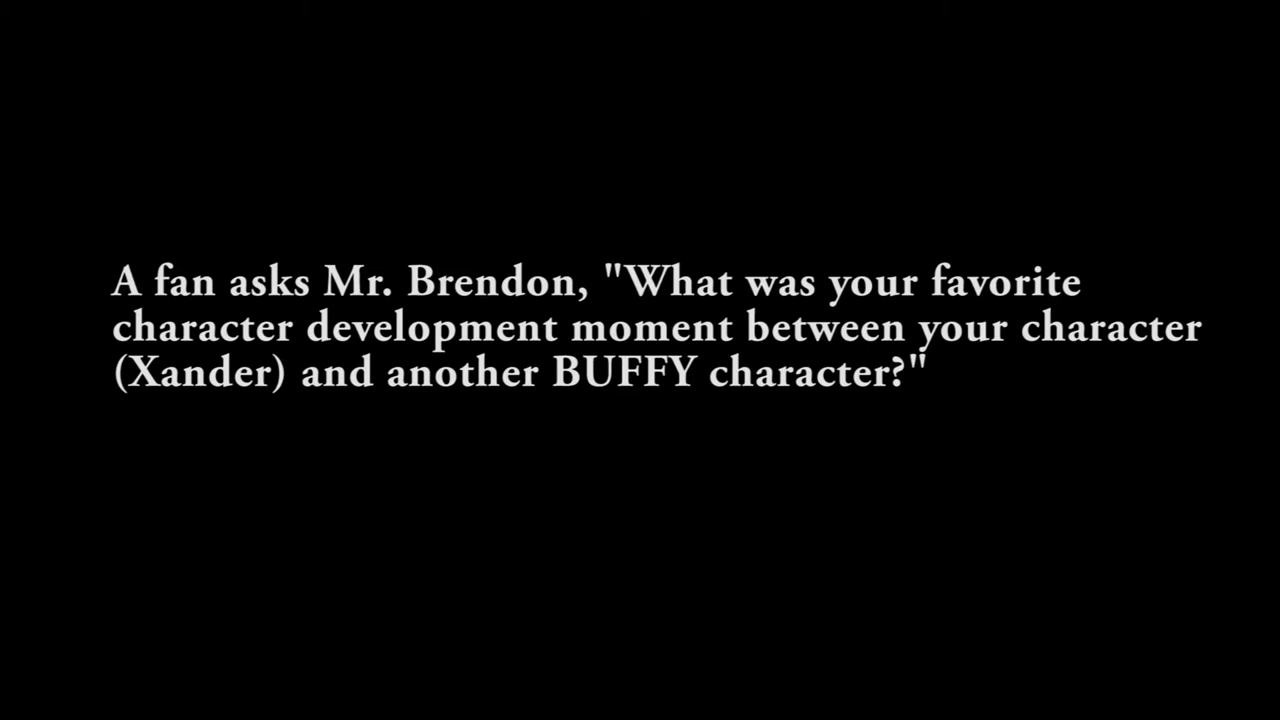 A fan asks Mr. Brendon, "What was your favorite
character development moment between your character
(Xander) and another BUFFY character?"